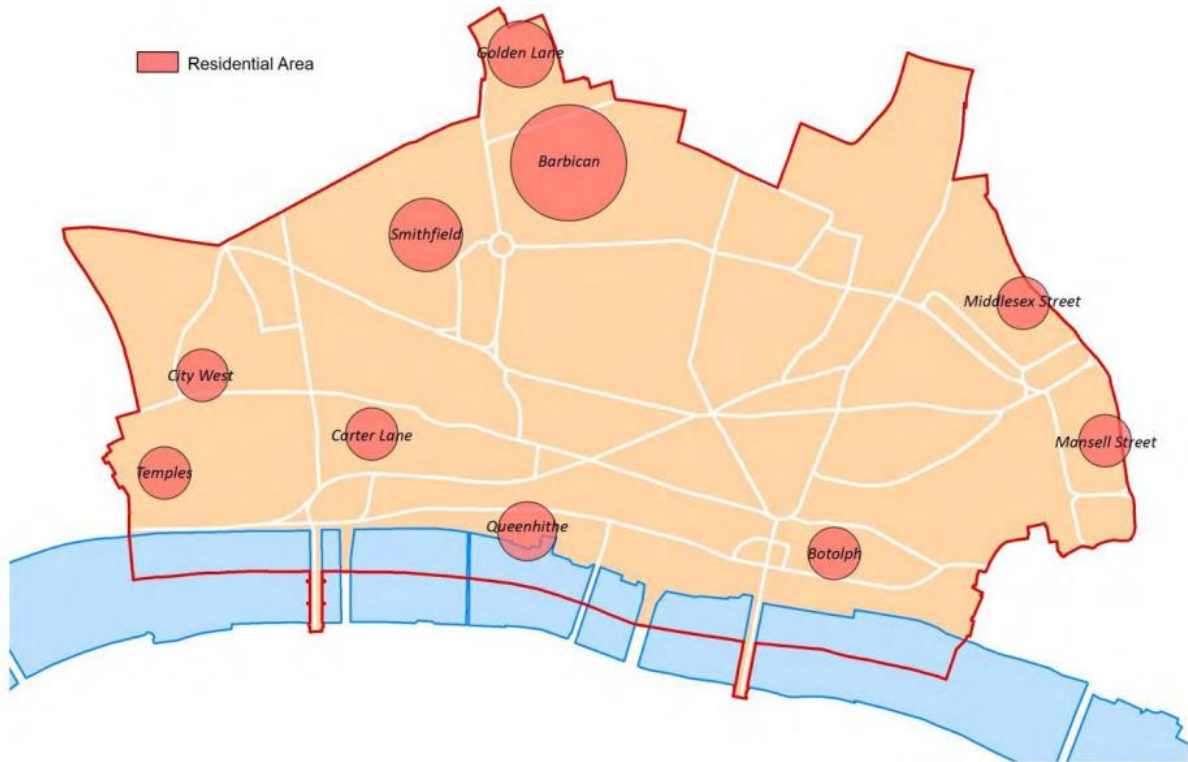 Golden Lane
Residential Area
Barbican
Smithfield
Middlesex Street
City West
Carter Lane
Mansell Street
Temples
Queenhithe
Botolph